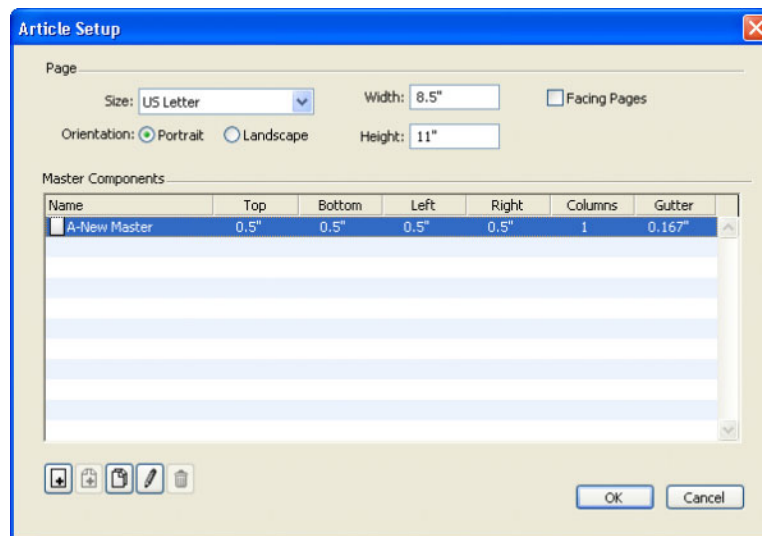 Article Setup
Page
Size: US Letter Width: 8.5" Facing Pages
Orientation: Portrait Landscape Height: 11"
Master Components
Name Top Bottom Left Right Columns Gutter
A-New Master 0.5" 0.5" 0.5" 0.5" 1 0.167"
OK Cancel